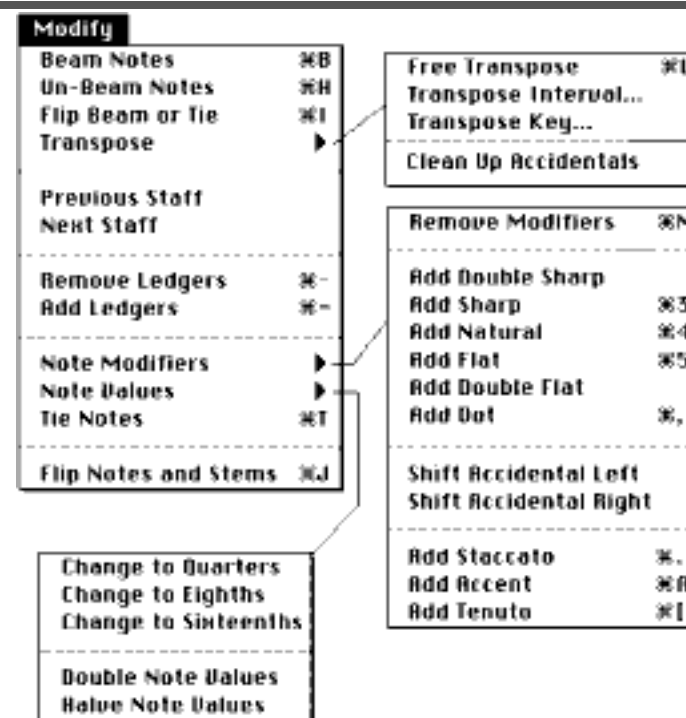 Modify
Beam Notes ⌘B
Un-Beam Notes ⌘H
Flip Beam or Tie ⌘I
Transpose
Previous Staff
Next Staff
Remove Ledgers ⌘-
Add Ledgers ⌘=
Note Modifiers
Note Values
Tie Notes ⌘T
Flip Notes and Stems ⌘J
Free Transpose ⌘
Transpose Interval...
Transpose Key...
Clean Up Accidentals
Remove Modifiers ⌘
Add Double Sharp
Add Sharp ⌘3
Add Natural ⌘4
Add Flat ⌘5
Add Double Flat
Add Dot ⌘,
Shift Accidental Left
Shift Accidental Right
Add Staccato ⌘.
Add Accent ⌘
Add Tenuto ⌘[
Change to Quarters
Change to Eighths
Change to Sixteenths
Double Note Values
Halve Note Values